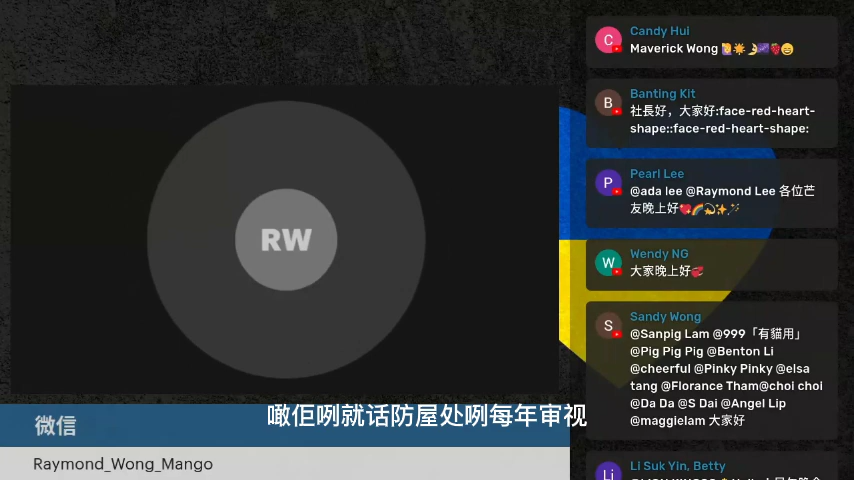 RW
噉佢咧就话防屋处咧每年审视
微信
Raymond_Wong_Mango
C
Candy Hui
Maverick Wong
B
Banting Kit
社長好，大家好:face-red-heart-
shape::face-red-heart-shape:
P
Pearl Lee
@ada lee @Raymond Lee 各位芒
友晚上好
W
Wendy NG
大家晚上好
S
Sandy Wong
@Sanpig Lam @999「有貓用」
@Pig Pig Pig @Benton Li
@cheerful @Pinky Pinky @elsa
tang @Florance Tham@choi choi
@Da Da @S Dai @Angel Lip
@maggielam 大家好
Li
Li Suk Yin, Betty